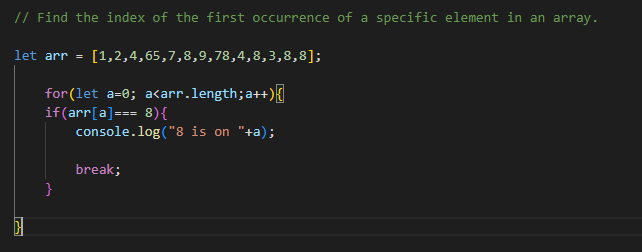 // Find the index of the first occurrence of a specific element in an array.
let arr = [1,2,4,65,7,8,9,78,4,8,3,8,8];
for(let a=0; a<arr.length;a++){
if(arr[a]=== 8){
console.log("8 is on "+a);
break;
}
}